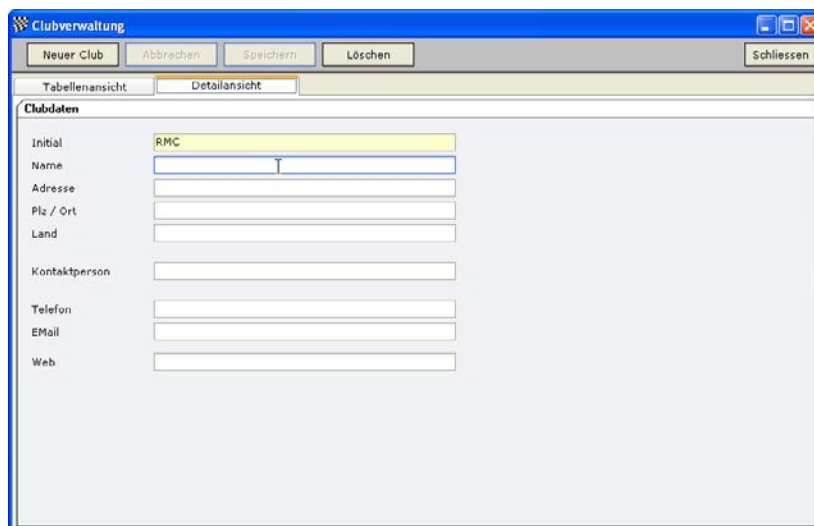 Clubverwaltung
Neuer Club Abbrechen Speichern Löschen Schliessen
Tabellenansicht Detailansicht
Clubdaten
Initial RMC
Name
Adresse
Plz / Ort
Land
Kontaktperson
Telefon
EMail
Web